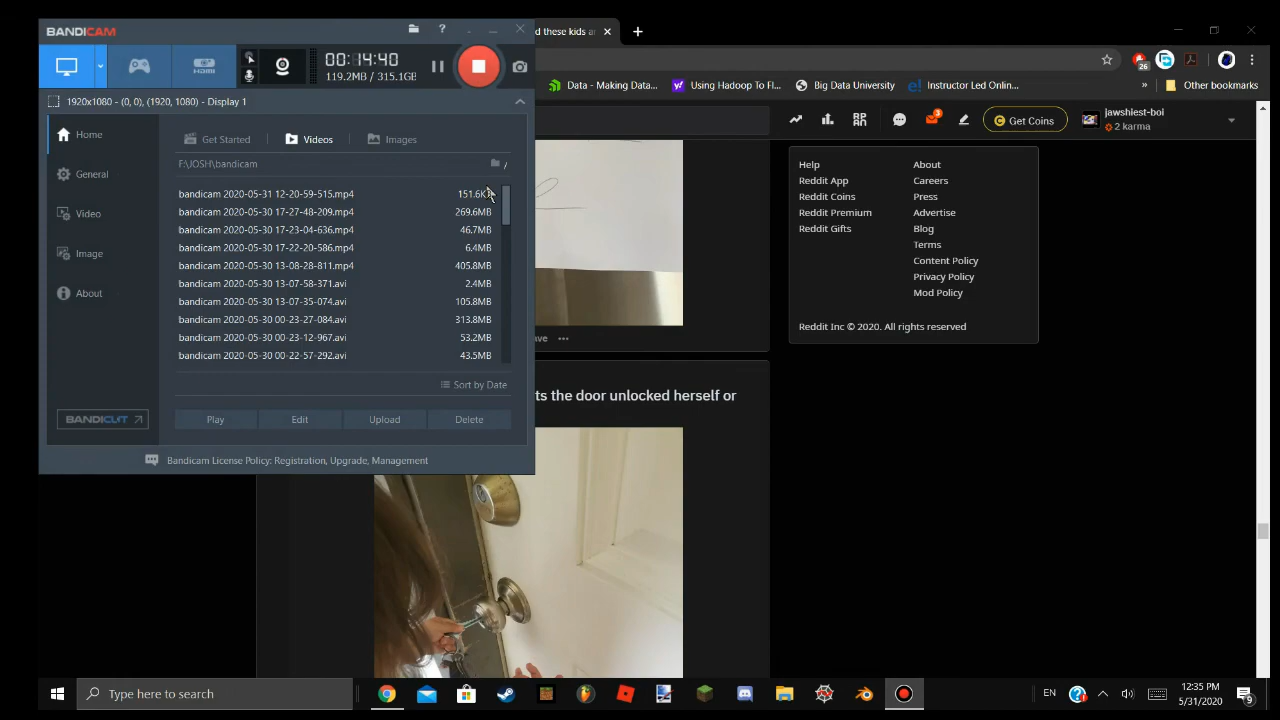 BANDICAM
?
d these kids ar
HDMI
00:14:40
119.2MB / 315.1GB
26
Data - Making Data...
Using Hadoop To Fl...
Big Data University
Instructor Led Onlin...
»
Other bookmarks
1920x1080 - (0, 0), (1920, 1080) - Display 1
3
Get Coins
jawshiest-boi
2 karma
Home
General
Video
Image
About
Get Started
Videos
Images
F:\JOSH\bandicam
/
bandicam 2020-05-31 12-20-59-515.mp4
bandicam 2020-05-30 17-27-48-209.mp4 269.6MB
bandicam 2020-05-30 17-23-04-636.mp4 46.7MB
bandicam 2020-05-30 17-22-20-586.mp4 6.4MB
bandicam 2020-05-30 13-08-28-811.mp4 405.8MB
bandicam 2020-05-30 13-07-58-371.avi 2.4MB
bandicam 2020-05-30 13-07-35-074.avi 105.8MB
bandicam 2020-05-30 00-23-27-084.avi 313.8MB
bandicam 2020-05-30 00-23-12-967.avi 53.2MB
bandicam 2020-05-30 00-22-57-292.avi 43.5MB
Sort by Date
BANDICUT
Play
Edit
Upload
Delete
Bandicam License Policy: Registration, Upgrade, Management
Help
Reddit App
Reddit Coins
Reddit Premium
Reddit Gifts
About
Careers
Press
Advertise
Blog
Terms
Content Policy
Privacy Policy
Mod Policy
Reddit Inc © 2020. All rights reserved
ave
ts the door unlocked herself or
Type here to search
EN
12:35 PM
5/31/2020
9